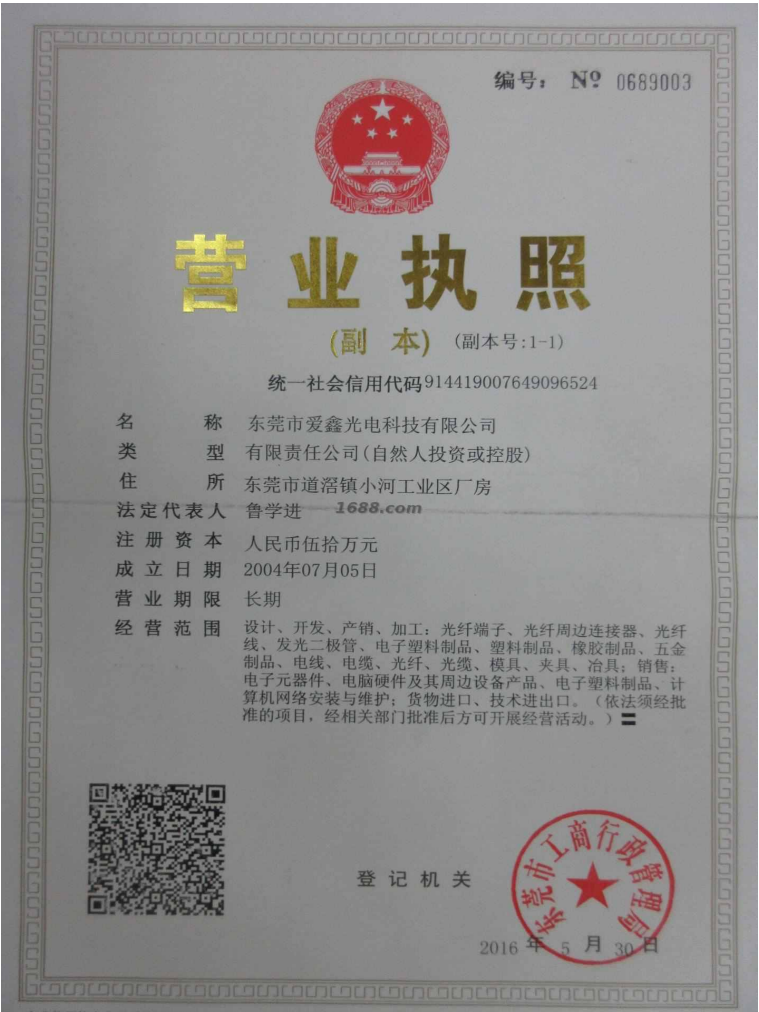 编号: № 0689003
营业执照
(副 本) (副本号:1-1)
统一社会信用代码914419007649096524
名 称 东莞市爱鑫光电科技有限公司
类 型 有限责任公司(自然人投资或控股)
住 所 东莞市道滘镇小河工业区厂房
法定代表人 鲁学进
1688.com
注册资本 人民币伍拾万元
成立日期 2004年07月05日
营业期限 长期
经营范围 设计、开发、产销、加工:光纤端子、光纤周边连接器、光纤
线、发光二极管、电子塑料制品、塑料制品、橡胶制品、五金
制品、电线、电缆、光纤、光缆、模具、夹具、冶具;销售:
电子元器件、电脑硬件及其周边设备产品、电子塑料制品、计
算机网络安装与维护;货物进口、技术进出口。(依法须经批
准的项目,经相关部门批准后方可开展经营活动。)
东莞市工商行政管理局
登记机关
2016 年 5 月 30 日